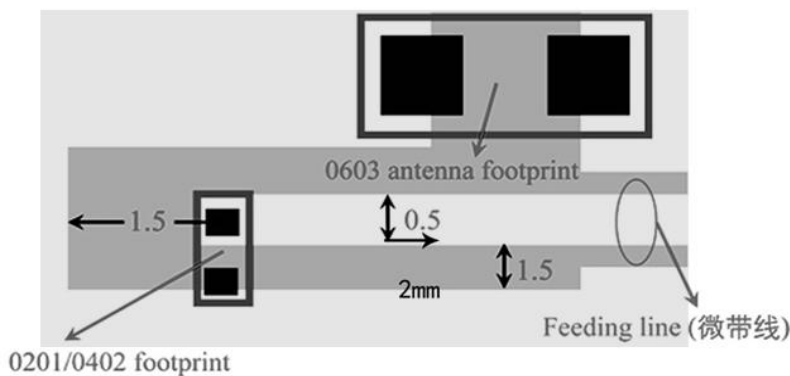 0603 antenna footprint
1.5
0.5
1.5
2mm
Feeding line (微带线)
0201/0402 footprint